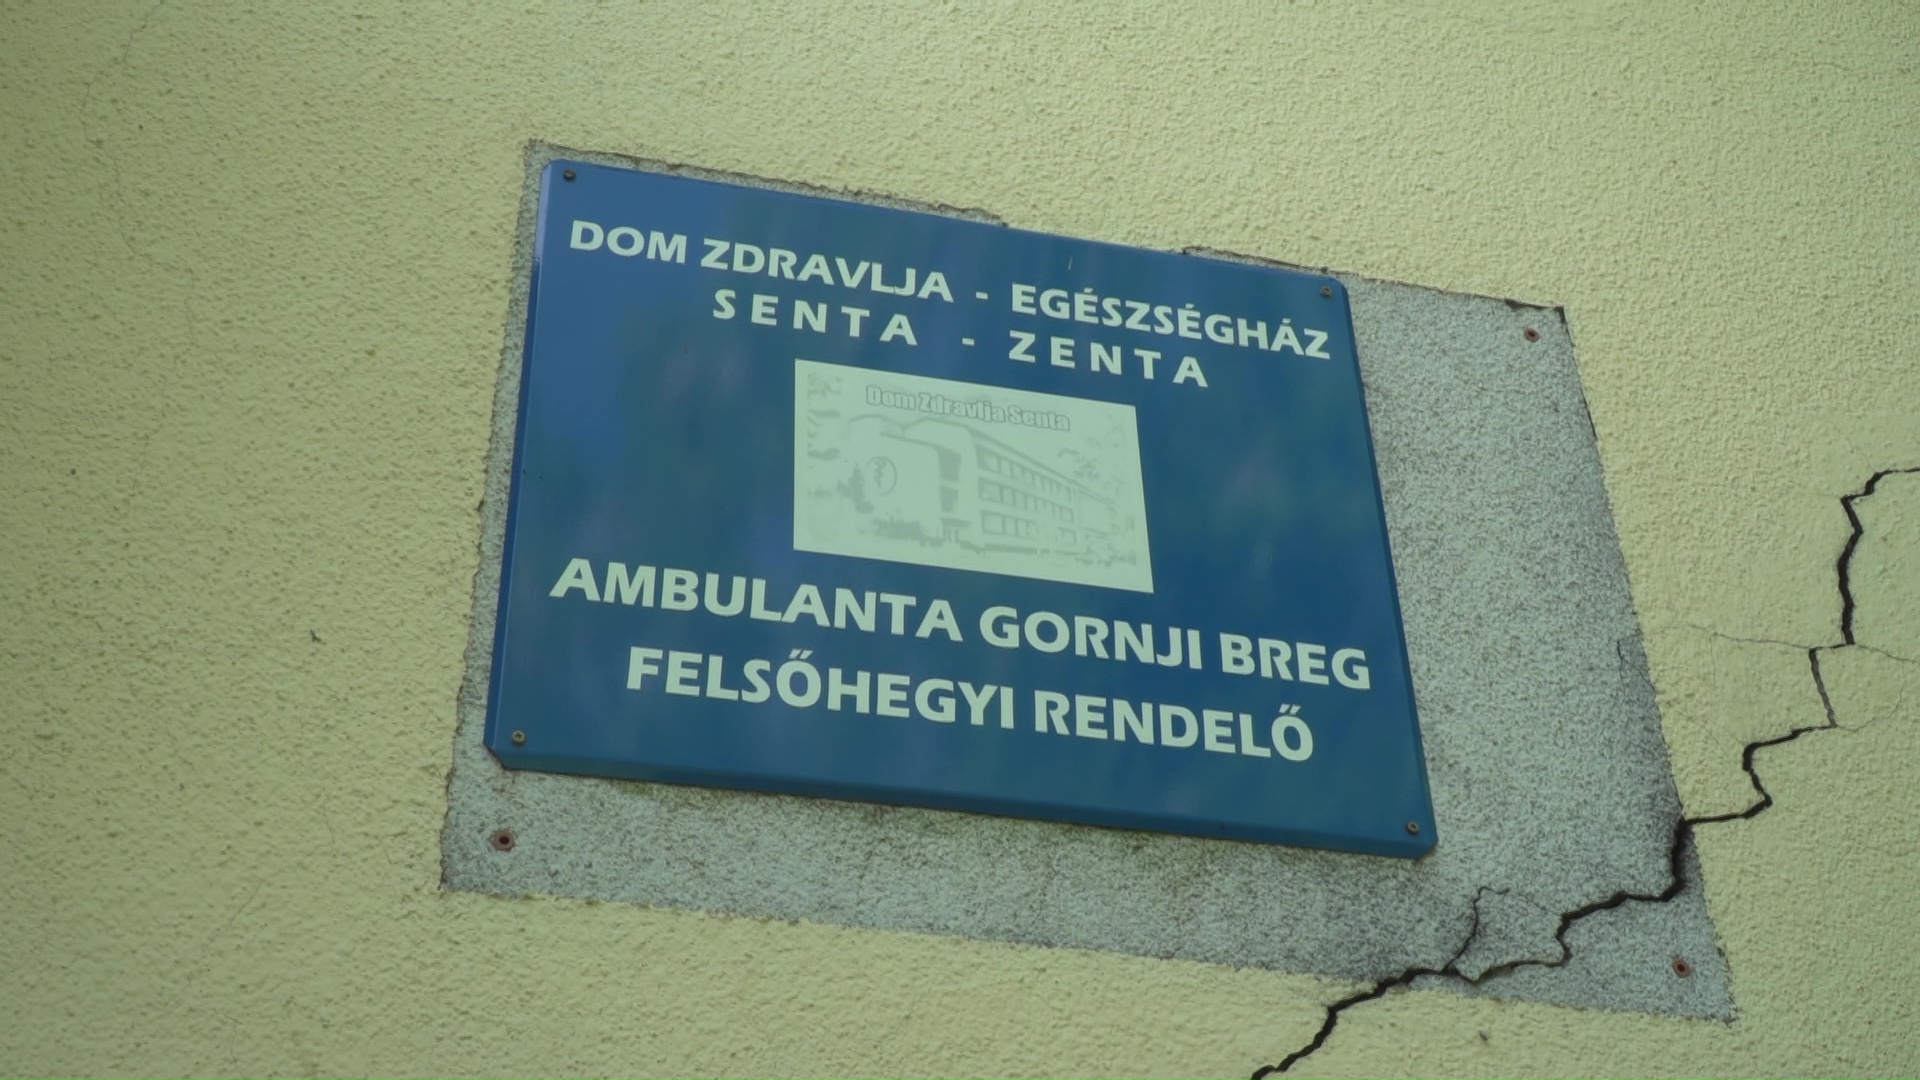 DOM ZDRAVLJA - EGÉSZSÉGHÁZ
SENTA - ZENTA
Dom Zdravlja Senta
AMBULANTA GORNJI BREG
FELSŐHEGYI RENDELŐ